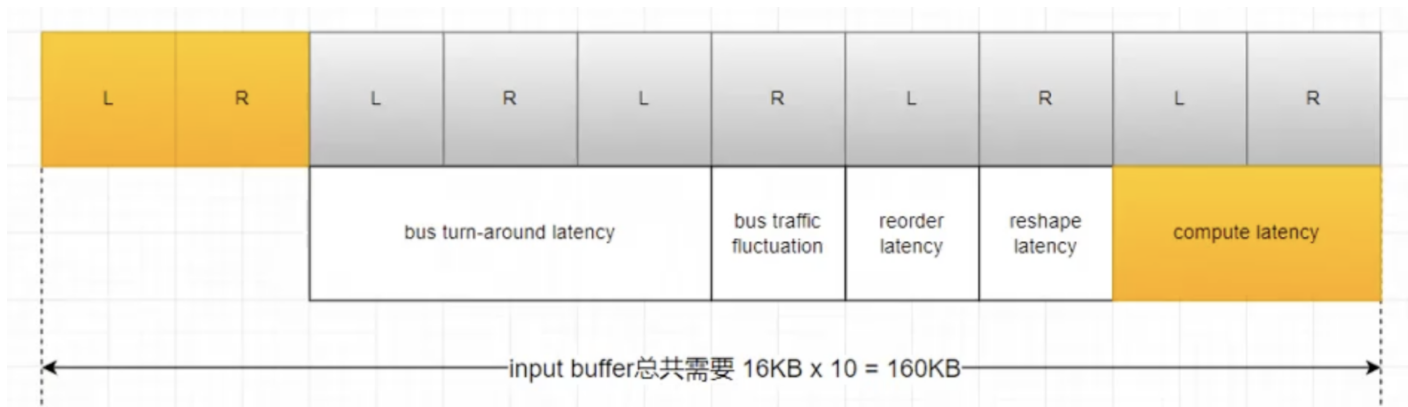 L R L R L R L R L R
bus turn-around latency
bus traffic
fluctuation
reorder
latency
reshape
latency
compute latency
input buffer总共需要 16KB x 10 = 160KB